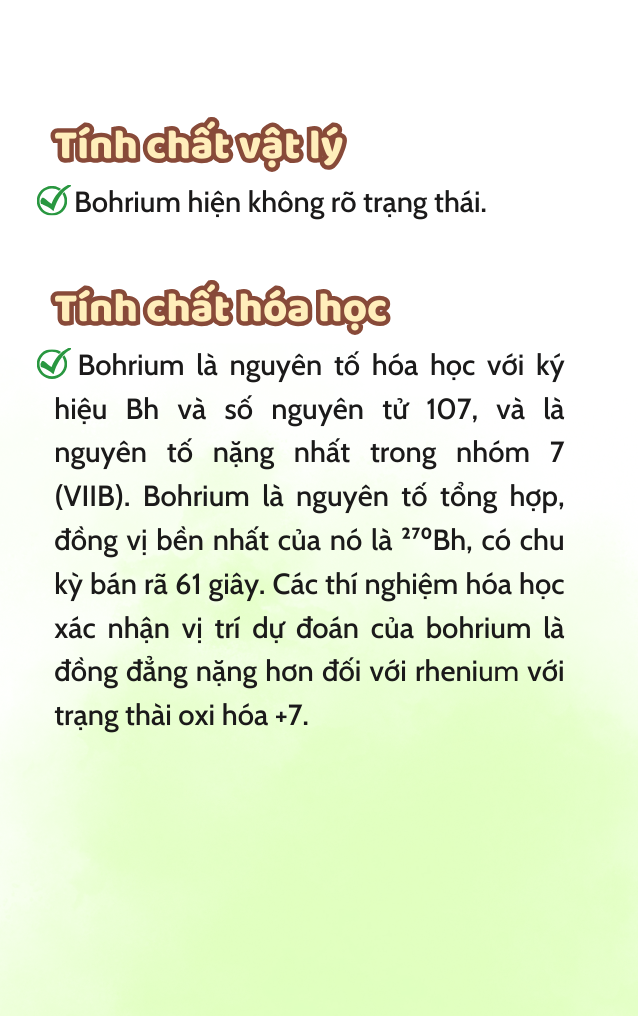 Tính chất vật lý
Bohrium hiện không rõ trạng thái.
Tính chất hóa học
Bohrium là nguyên tố hóa học với ký
hiệu Bh và số nguyên tử 107, và là
nguyên tố nặng nhất trong nhóm 7
(VIIB). Bohrium là nguyên tố tổng hợp,
đồng vị bền nhất của nó là ²⁷⁰Bh, có chu
kỳ bán rã 61 giây. Các thí nghiệm hóa học
xác nhận vị trí dự đoán của bohrium là
đồng đẳng nặng hơn đối với rhenium với
trạng thài oxi hóa +7.